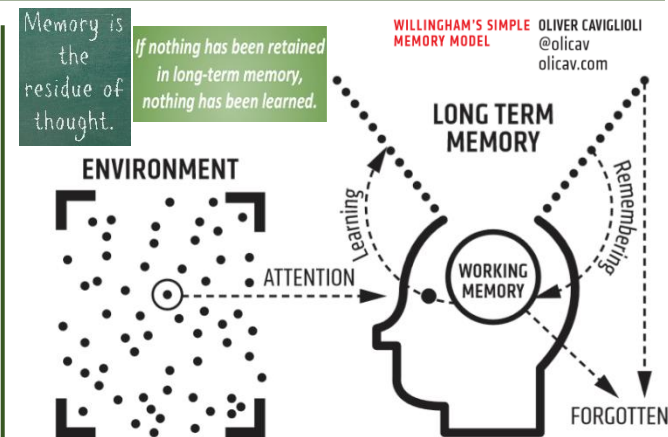 Memory is
the
residue of
thought.
If nothing has been retained
in long-term memory,
nothing has been learned.
WILLINGHAM'S SIMPLE
MEMORY MODEL
OLIVER CAVIGLIOLI
@olicav
olicav.com
LONG TERM
MEMORY
ENVIRONMENT
Learning
Remembering
ATTENTION
WORKING
MEMORY
FORGOTTEN